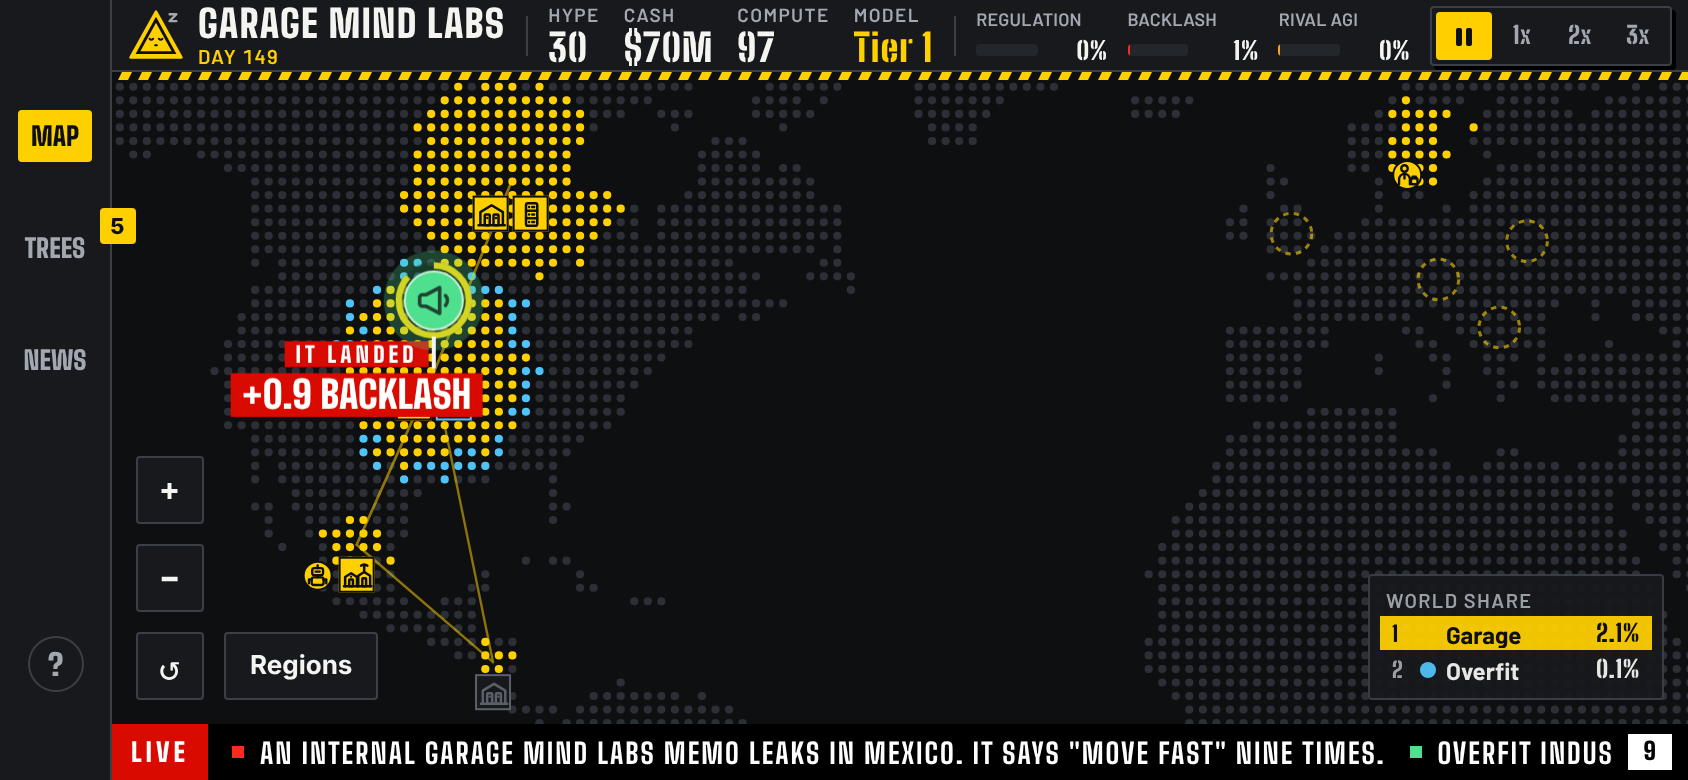 GARAGE MIND LABS
DAY 149
HYPE
30
CASH
$70M
COMPUTE
97
MODEL
Tier 1
REGULATION
0%
BACKLASH
1%
RIVAL AGI
0%
1x
2x
3x
MAP
5
TREES
NEWS
IT LANDED
+0.9 BACKLASH
+
−
↺
Regions
?
WORLD SHARE
1 Garage 2.1%
2 Overfit 0.1%
LIVE
AN INTERNAL GARAGE MIND LABS MEMO LEAKS IN MEXICO. IT SAYS "MOVE FAST" NINE TIMES.
OVERFIT INDUS
9